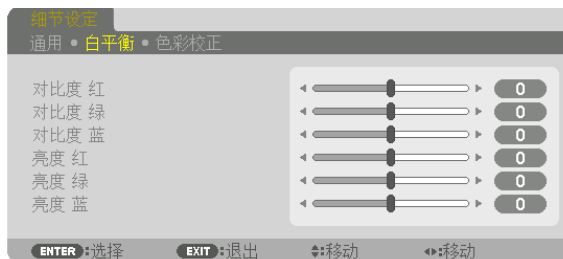 细节设定
通用 • 白平衡 • 色彩校正
对比度 红 0
对比度 绿 0
对比度 蓝 0
亮度 红 0
亮度 绿 0
亮度 蓝 0
ENTER :选择 EXIT :退出 :移动 :移动